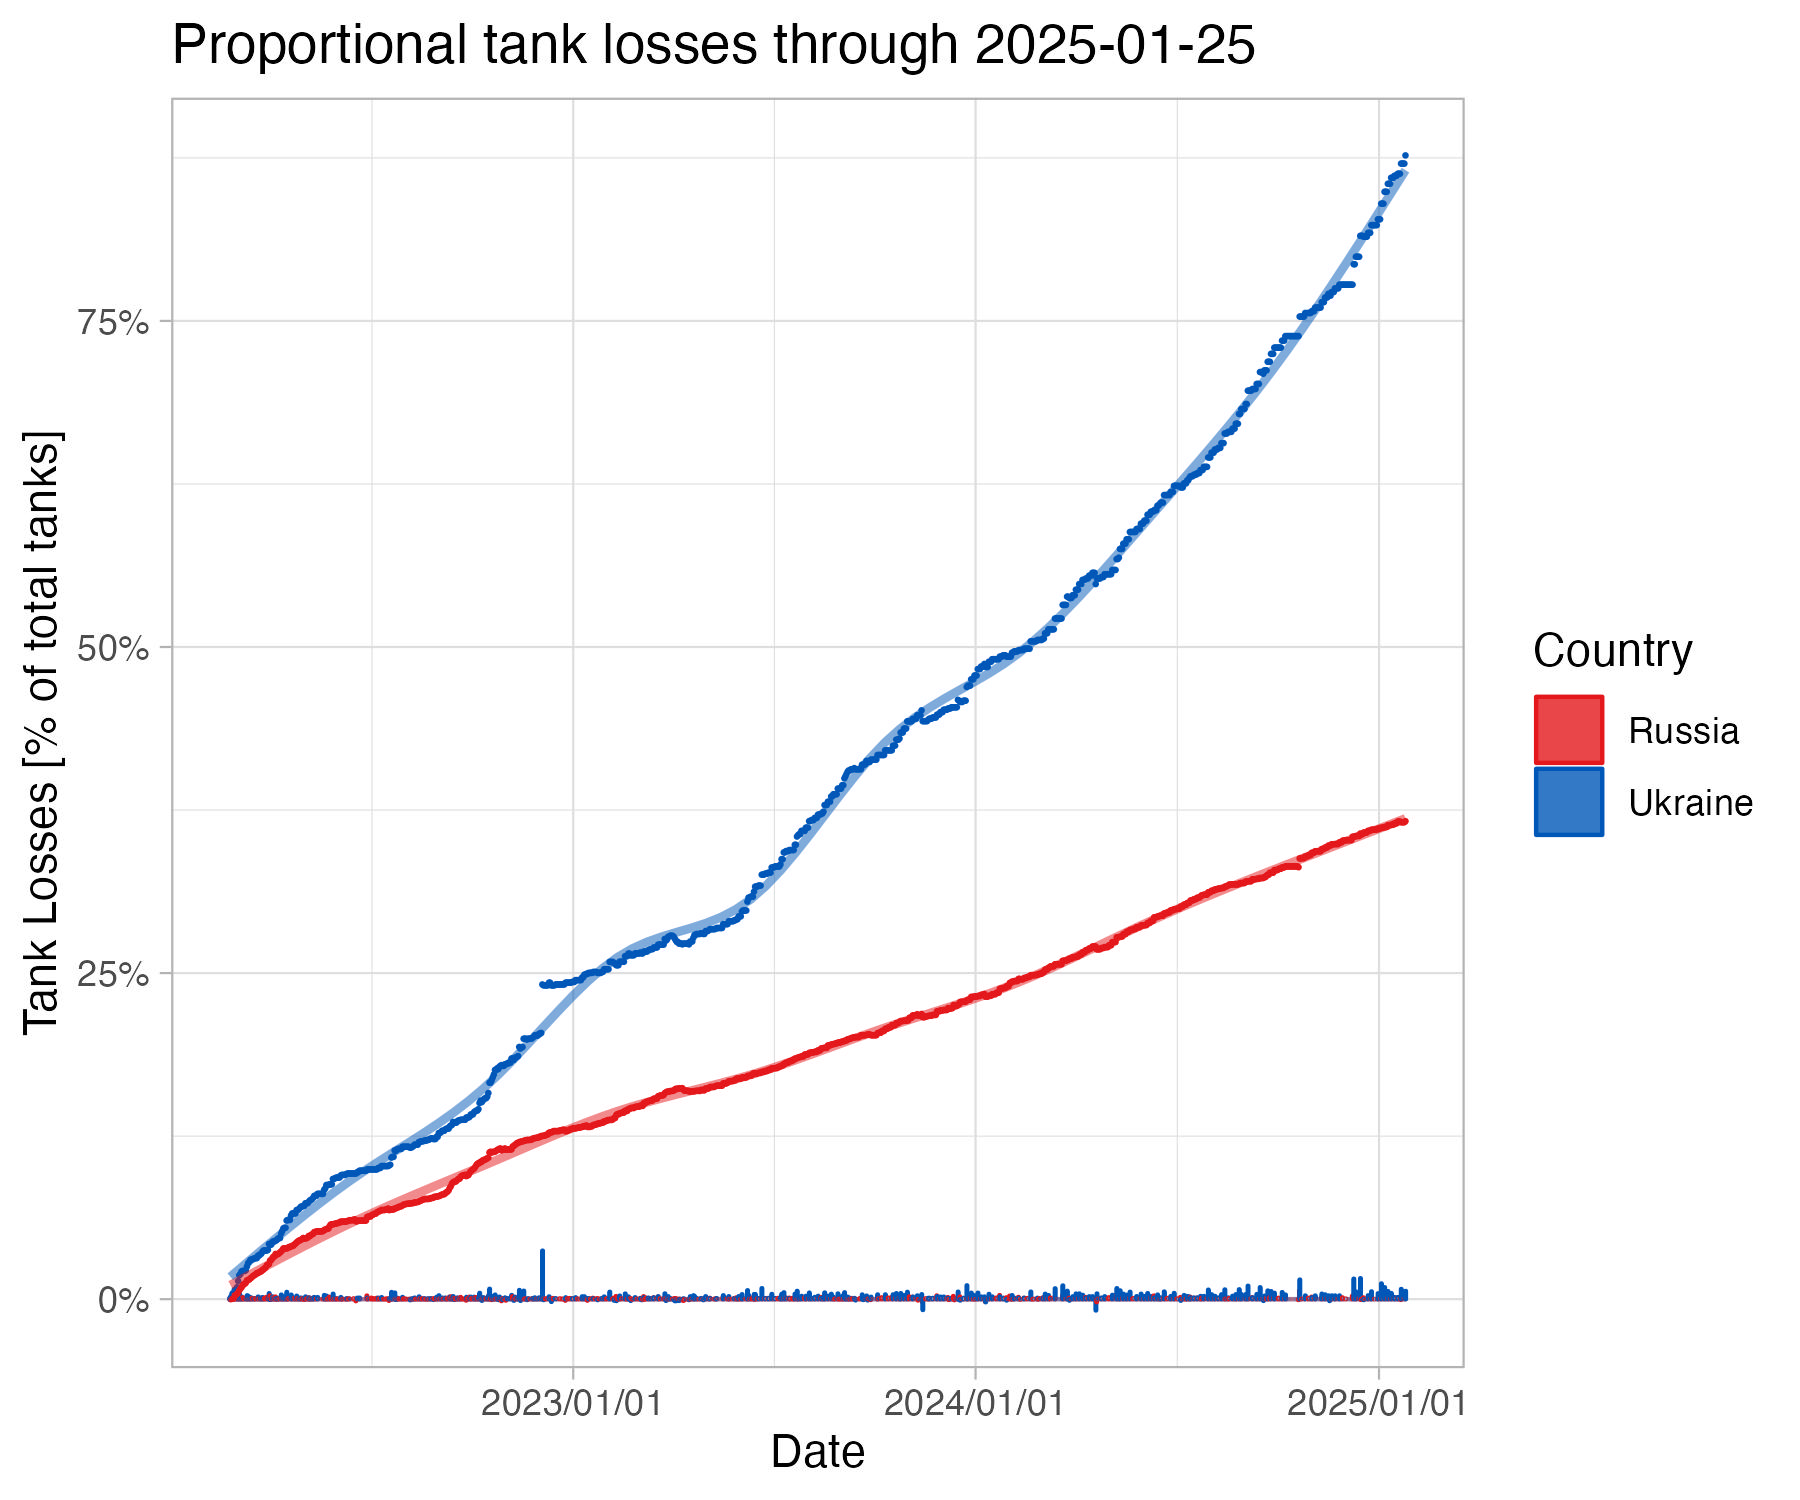 Proportional tank losses through 2025-01-25
Tank Losses [% of total tanks]
75%
50%
25%
0%
2023/01/01
2024/01/01
2025/01/01
Date
Country
Russia
Ukraine